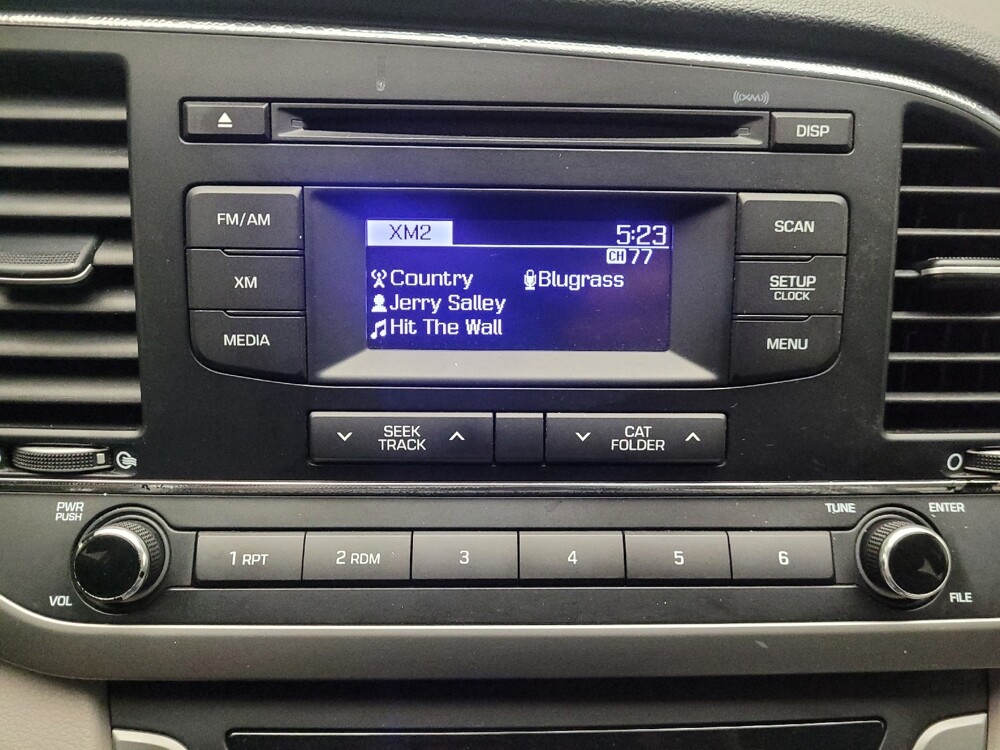 ((XM))
DISP
FM/AM
XM2
5:23
SCAN
CH 77
XM
Country
Blugrass
SETUP
CLOCK
Jerry Salley
MEDIA
Hit The Wall
MENU
SEEK
TRACK
CAT
FOLDER
PWR
PUSH
TUNE
ENTER
1 RPT
2 RDM
3
4
5
6
VOL
FILE